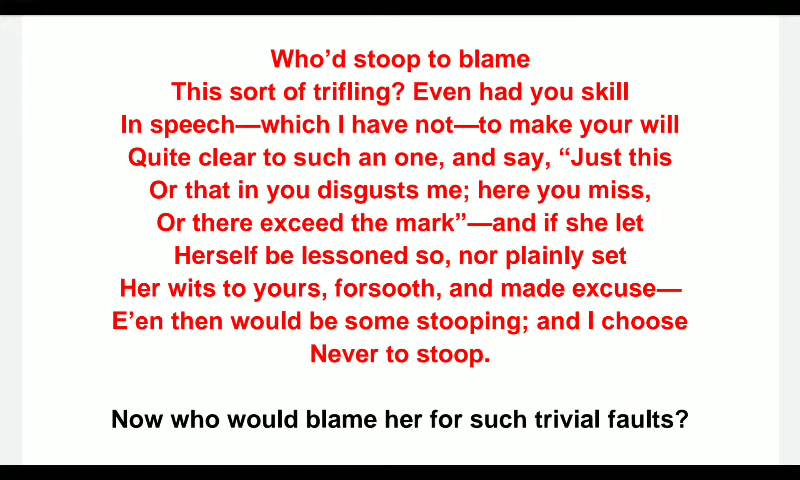 Who’d stoop to blame
This sort of trifling? Even had you skill
In speech—which I have not—to make your will
Quite clear to such an one, and say, “Just this
Or that in you disgusts me; here you miss,
Or there exceed the mark”—and if she let
Herself be lessoned so, nor plainly set
Her wits to yours, forsooth, and made excuse—
E’en then would be some stooping; and I choose
Never to stoop.
Now who would blame her for such trivial faults?